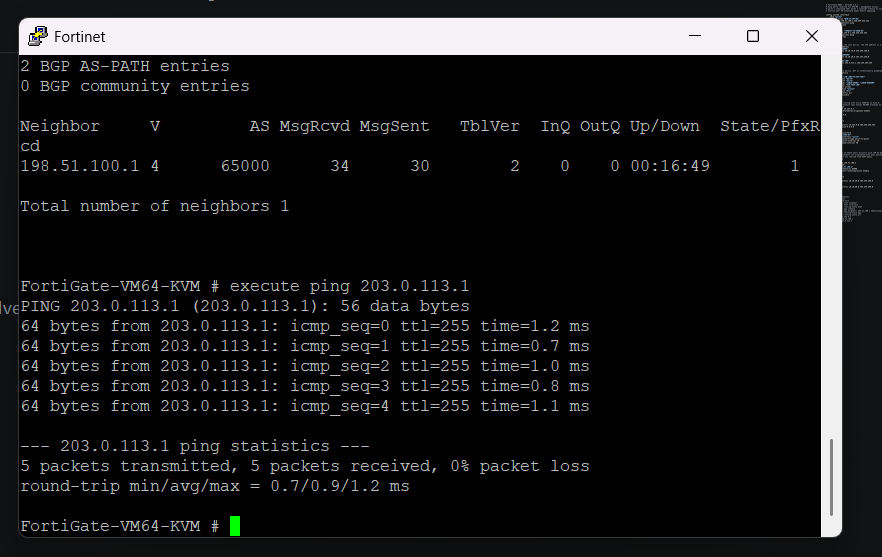 Fortinet
2 BGP AS-PATH entries
0 BGP community entries
Neighbor V AS MsgRcvd MsgSent TblVer InQ OutQ Up/Down State/PfxR
cd
198.51.100.1 4 65000 34 30 2 0 0 00:16:49 1
Total number of neighbors 1
FortiGate-VM64-KVM # execute ping 203.0.113.1
PING 203.0.113.1 (203.0.113.1): 56 data bytes
64 bytes from 203.0.113.1: icmp_seq=0 ttl=255 time=1.2 ms
64 bytes from 203.0.113.1: icmp_seq=1 ttl=255 time=0.7 ms
64 bytes from 203.0.113.1: icmp_seq=2 ttl=255 time=1.0 ms
64 bytes from 203.0.113.1: icmp_seq=3 ttl=255 time=0.8 ms
64 bytes from 203.0.113.1: icmp_seq=4 ttl=255 time=1.1 ms
--- 203.0.113.1 ping statistics ---
5 packets transmitted, 5 packets received, 0% packet loss
round-trip min/avg/max = 0.7/0.9/1.2 ms
FortiGate-VM64-KVM #